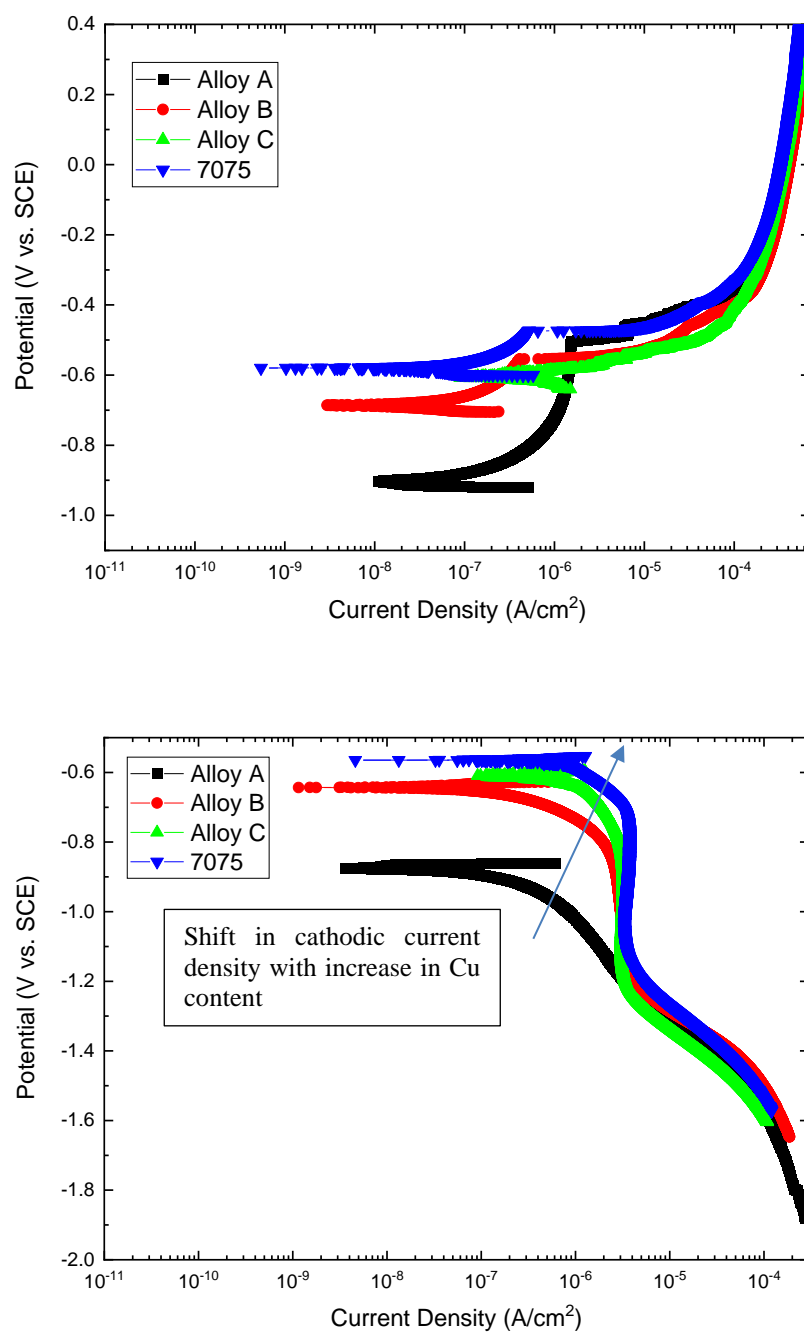 0.4
0.2
0.0
-0.2
-0.4
-0.6
-0.8
-1.0
Potential (V vs. SCE)
Alloy A
Alloy B
Alloy C
7075
10⁻¹¹ 10⁻¹⁰ 10⁻⁹ 10⁻⁸ 10⁻⁷ 10⁻⁶ 10⁻⁵ 10⁻⁴
Current Density (A/cm²)
-0.6
-0.8
-1.0
-1.2
-1.4
-1.6
-1.8
-2.0
Potential (V vs. SCE)
Alloy A
Alloy B
Alloy C
7075
Shift in cathodic current
density with increase in Cu
content
10⁻¹¹ 10⁻¹⁰ 10⁻⁹ 10⁻⁸ 10⁻⁷ 10⁻⁶ 10⁻⁵ 10⁻⁴
Current Density (A/cm²)